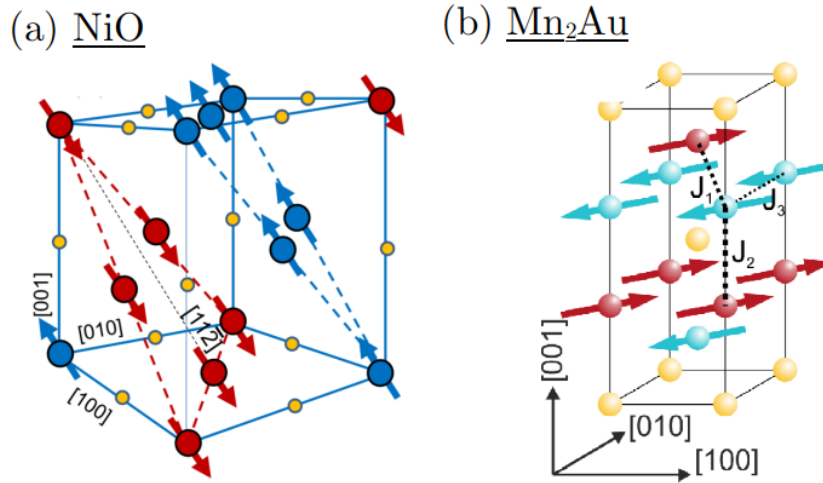 (a) NiO
[001]
[010]
[112̄]
[100]
(b) Mn₂Au
J₁
J₃
J₂
[001]
[010]
[100]